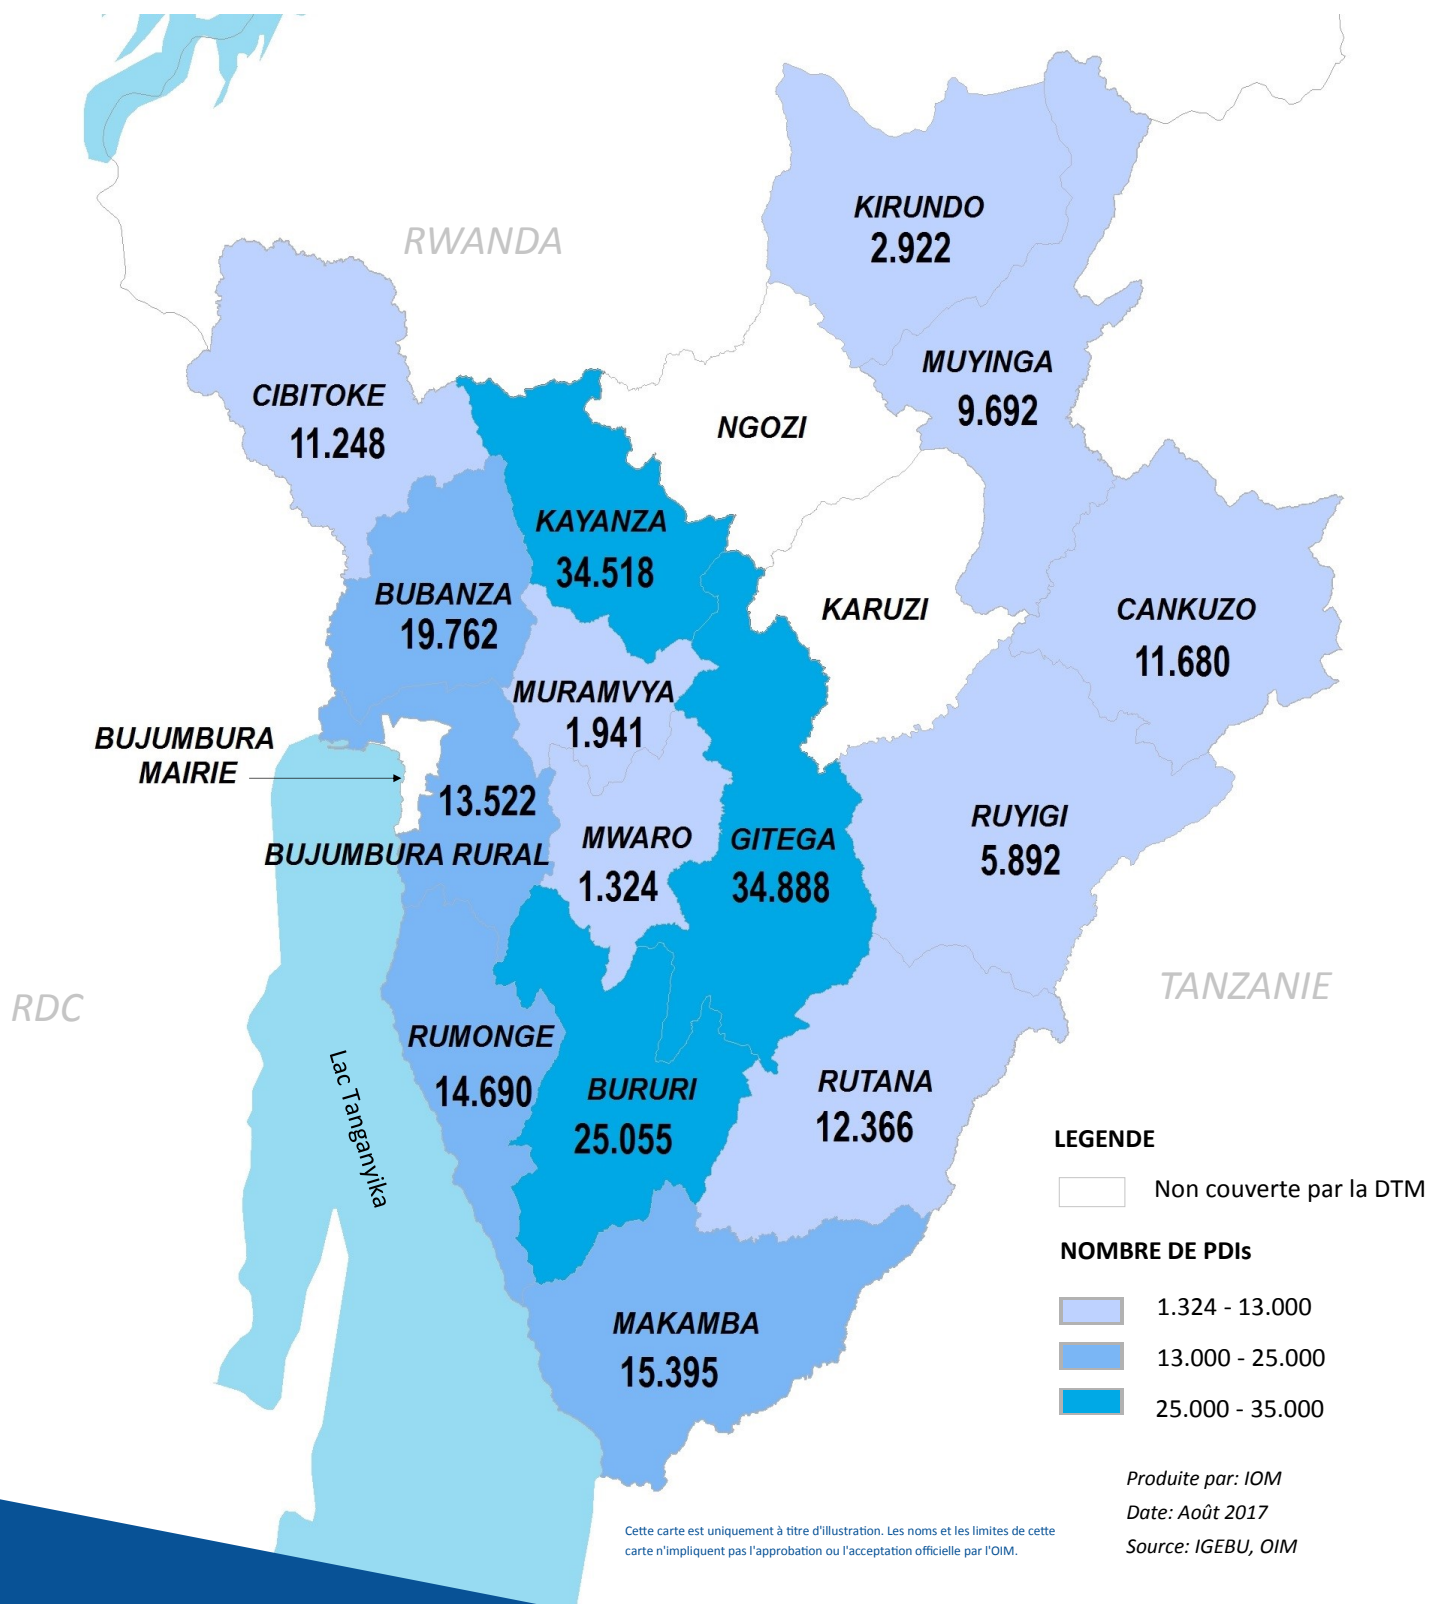 RWANDA
KIRUNDO
2.922
MUYINGA
9.692
CIBITOKE
11.248
NGOZI
KAYANZA
34.518
BUBANZA
19.762
KARUZI
CANKUZO
11.680
MURAMVYA
1.941
BUJUMBURA
MAIRIE
13.522
BUJUMBURA RURAL
MWARO
1.324
GITEGA
34.888
RUYIGI
5.892
RDC
TANZANIE
Lac Tanganyika
RUMONGE
14.690
BURURI
25.055
RUTANA
12.366
MAKAMBA
15.395
LEGENDE
Non couverte par la DTM
NOMBRE DE PDIs
1.324 - 13.000
13.000 - 25.000
25.000 - 35.000
Produite par: IOM
Date: Août 2017
Source: IGEBU, OIM
Cette carte est uniquement à titre d'illustration. Les noms et les limites de cette
carte n'impliquent pas l'approbation ou l'acceptation officielle par l'OIM.